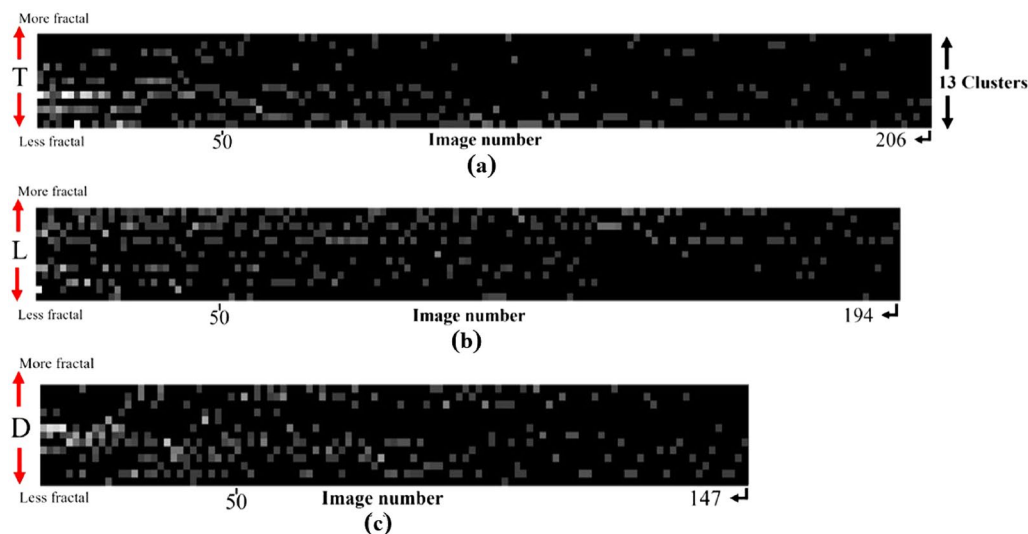 More fractal
T
13 Clusters
Less fractal
50
Image number
206
(a)
More fractal
L
Less fractal
50
Image number
194
(b)
More fractal
D
Less fractal
50
Image number
147
(c)